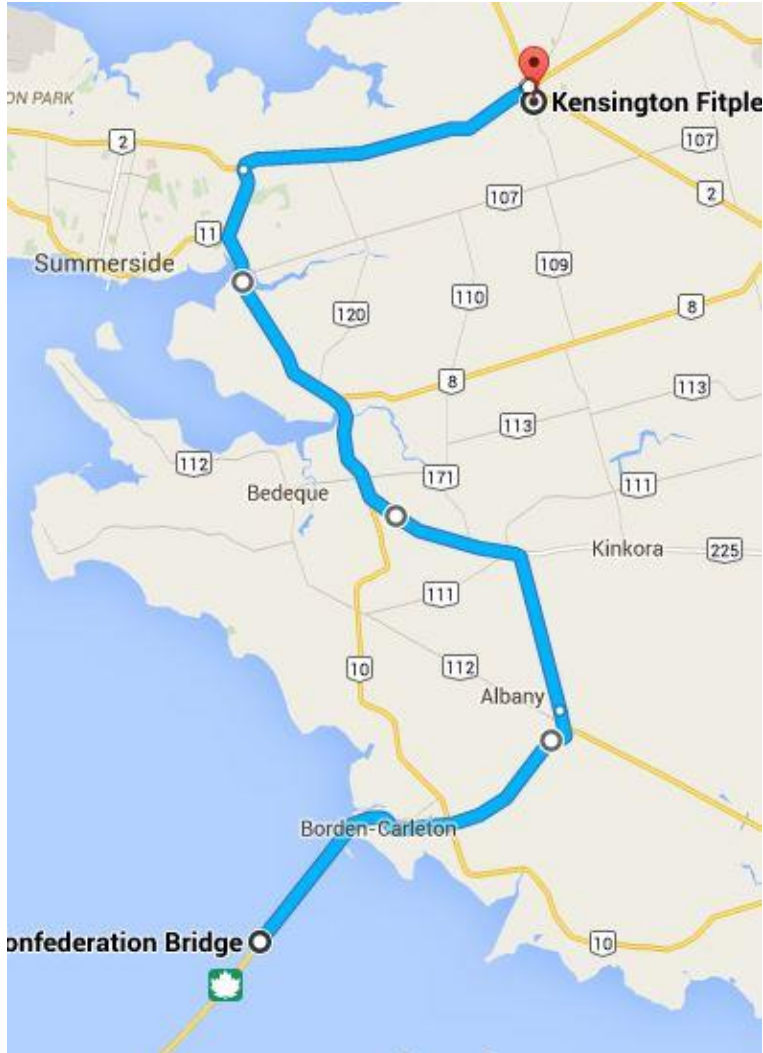 ON PARK
Kensington Fitple
2
107
107
2
11
Summerside
109
110
120
8
8
113
113
112
171
111
Bedeque
Kinkora
225
111
10
112
Albany
Borden-Carleton
onfederation Bridge
10